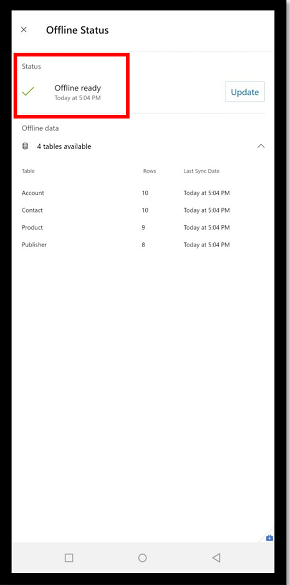 Offline Status
Status
Offline ready
Today at 5:04 PM
Update
Offline data
4 tables available
Table Rows Last Sync Date
Account 10 Today at 5:04 PM
Contact 10 Today at 5:04 PM
Product 9 Today at 5:04 PM
Publisher 8 Today at 5:04 PM